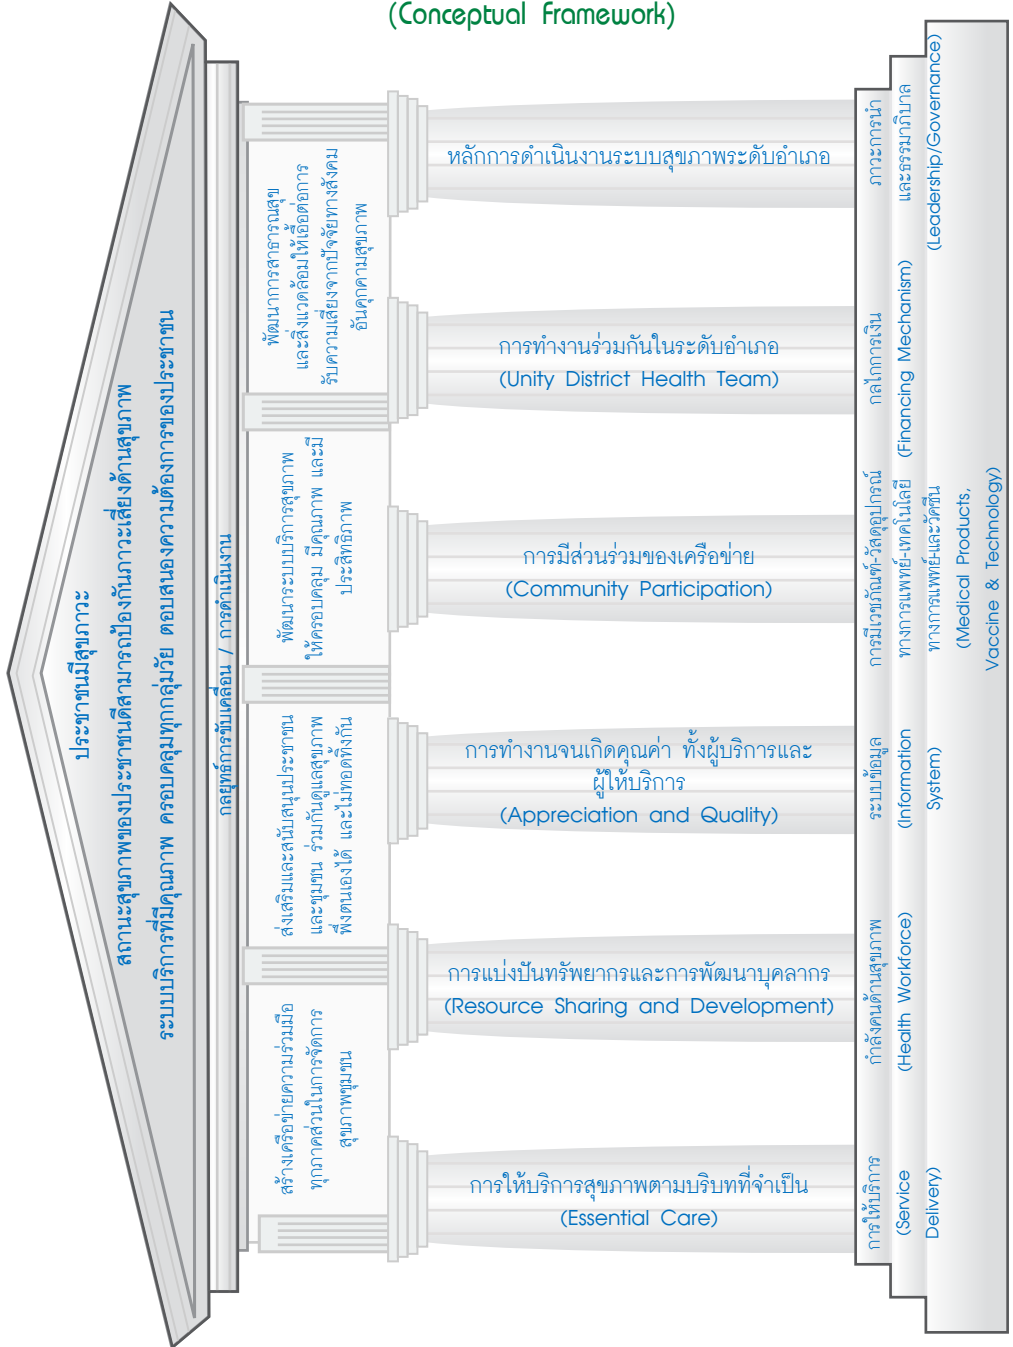 (Conceptual Framework)
ประชาชนมีสุขภาวะ
สถานะสุขภาพของประชาชนดีสามารถป้องกันภาวะเสี่ยงด้านสุขภาพ
ระบบบริการที่มีคุณภาพ ครอบคลุมทุกกลุ่มวัย ตอบสนองความต้องการของประชาชน
กลยุทธ์การขับเคลื่อน / การดำเนินงาน
สร้างเครือข่ายความร่วมมือ
ทุกภาคส่วนในการจัดการ
สุขภาพชุมชน
ส่งเสริมและสนับสนุนประชาชน
และชุมชน ร่วมกันดูแลสุขภาพ
พึ่งตนเองได้ และไม่ทอดทิ้งกัน
พัฒนาระบบบริการสุขภาพ
ให้ครอบคลุม มีคุณภาพ และมี
ประสิทธิภาพ
พัฒนาการสาธารณสุข
และสิ่งแวดล้อมให้เอื้อต่อการ
รับความเสี่ยงจากปัจจัยทางสังคม
อันคุกคามสุขภาพ
หลักการดำเนินงานระบบสุขภาพระดับอำเภอ
การทำงานร่วมกันในระดับอำเภอ
(Unity District Health Team)
การมีส่วนร่วมของเครือข่าย
(Community Participation)
การทำงานจนเกิดคุณค่า ทั้งผู้บริการและ
ผู้ให้บริการ
(Appreciation and Quality)
การแบ่งปันทรัพยากรและการพัฒนาบุคลากร
(Resource Sharing and Development)
การให้บริการสุขภาพตามบริบทที่จำเป็น
(Essential Care)
การให้บริการ
(Service
Delivery)
กำลังคนด้านสุขภาพ
(Health Workforce)
ระบบข้อมูล
(Information
System)
การมีเวชภัณฑ์-วัสดุอุปกรณ์
ทางการแพทย์-เทคโนโลยี
ทางการแพทย์และวัคซีน
(Medical Products,
Vaccine & Technology)
กลไกการเงิน
(Financing Mechanism)
ภาวะการนำ
และธรรมาภิบาล
(Leadership/Governance)